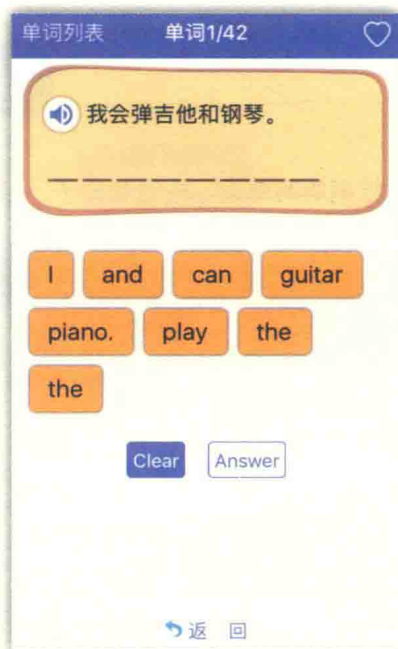 单词列表 单词1/42
我会弹吉他和钢琴。
I and can guitar
piano. play the
the
Clear Answer
返 回